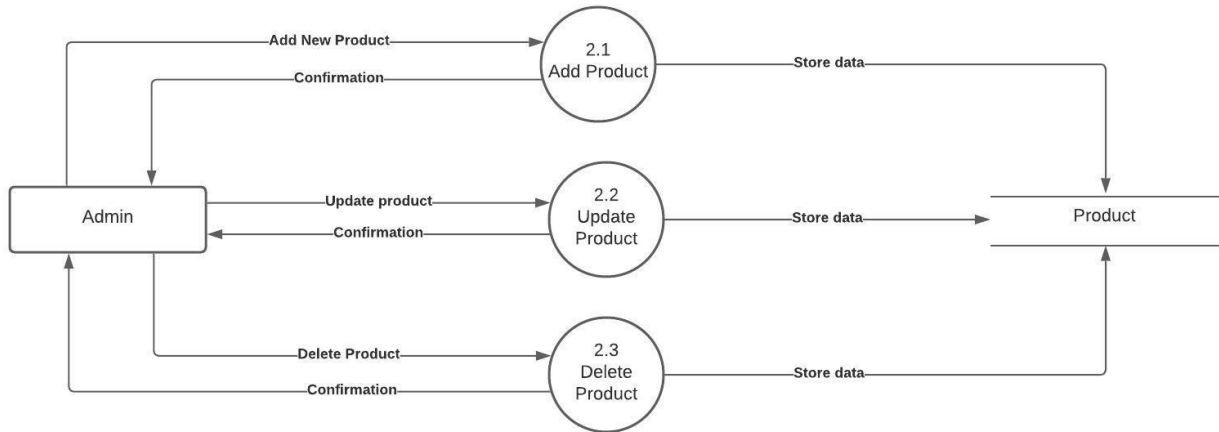 Add New Product
2.1
Add Product
Store data
Confirmation
Admin
Update product
2.2
Update
Product
Store data
Product
Confirmation
Delete Product
2.3
Delete
Product
Store data
Confirmation